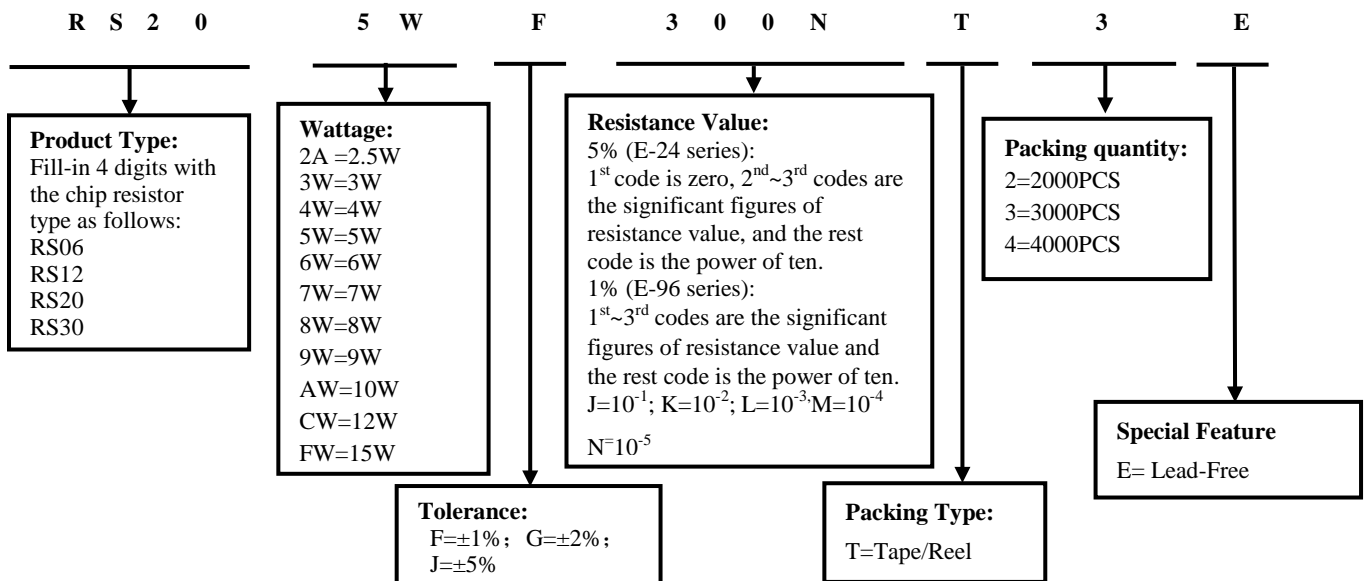 R S 2 0 5 W F 3 0 0 N T 3 E
Product Type:
Fill-in 4 digits with
the chip resistor
type as follows:
RS06
RS12
RS20
RS30
Wattage:
2A =2.5W
3W=3W
4W=4W
5W=5W
6W=6W
7W=7W
8W=8W
9W=9W
AW=10W
CW=12W
FW=15W
Tolerance:
F=±1%；G=±2%；
J=±5%
Resistance Value:
5% (E-24 series):
1st code is zero, 2nd~3rd codes are
the significant figures of
resistance value, and the rest
code is the power of ten.
1% (E-96 series):
1st~3rd codes are the significant
figures of resistance value and
the rest code is the power of ten.
J=10-1; K=10-2; L=10-3,M=10-4
N=10-5
Packing Type:
T=Tape/Reel
Packing quantity:
2=2000PCS
3=3000PCS
4=4000PCS
Special Feature
E= Lead-Free